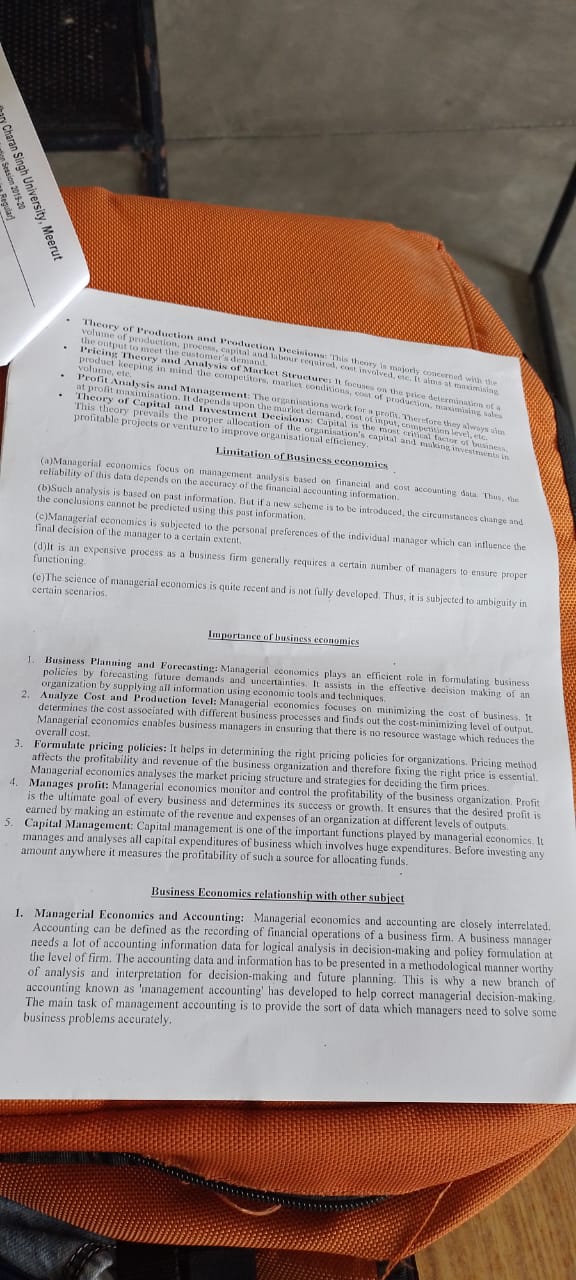 Charan Singh University, Meerut
Session 2019-20
Regular)
• Theory of Production and Production Decisions: This theory is majorly concerned with the
volume of production, process, capital and labour required, cost involved, etc. It aims at maximising
the output to meet the customer's demand.
• Pricing Theory and Analysis of Market Structure: It focuses on the price determination of a
product keeping in mind the competitors, market conditions, cost of production, maximising sales
volume, etc.
• Profit Analysis and Management: The organisations work for a profit. Therefore they always aim
at profit maximisation. It depends upon the market demand, cost of input, competition level, etc.
• Theory of Capital and Investment Decisions: Capital is the most critical factor of business.
This theory prevails the proper allocation of the organisation's capital and making investments in
profitable projects or venture to improve organisational efficiency.
Limitation of Business economics
(a)Managerial economics focus on management analysis based on financial and cost accounting data. Thus, the
reliability of this data depends on the accuracy of the financial accounting information.
(b)Such analysis is based on past information. But if a new scheme is to be introduced, the circumstances change and
the conclusions cannot be predicted using this past information.
(c)Managerial economics is subjected to the personal preferences of the individual manager which can influence the
final decision of the manager to a certain extent.
(d)It is an expensive process as a business firm generally requires a certain number of managers to ensure proper
functioning.
(e)The science of managerial economics is quite recent and is not fully developed. Thus, it is subjected to ambiguity in
certain scenarios.
Importance of business economics
1. Business Planning and Forecasting: Managerial economics plays an efficient role in formulating business
policies by forecasting future demands and uncertainties. It assists in the effective decision making of an
organization by supplying all information using economic tools and techniques.
2. Analyze Cost and Production level: Managerial economics focuses on minimizing the cost of business. It
determines the cost associated with different business processes and finds out the cost-minimizing level of output.
Managerial economics enables business managers in ensuring that there is no resource wastage which reduces the
overall cost.
3. Formulate pricing policies: It helps in determining the right pricing policies for organizations. Pricing method
affects the profitability and revenue of the business organization and therefore fixing the right price is essential.
Managerial economics analyses the market pricing structure and strategies for deciding the firm prices.
4. Manages profit: Managerial economics monitor and control the profitability of the business organization. Profit
is the ultimate goal of every business and determines its success or growth. It ensures that the desired profit is
earned by making an estimate of the revenue and expenses of an organization at different levels of outputs.
5. Capital Management: Capital management is one of the important functions played by managerial economics. It
manages and analyses all capital expenditures of business which involves huge expenditures. Before investing any
amount anywhere it measures the profitability of such a source for allocating funds.
Business Economics relationship with other subject
1. Managerial Economics and Accounting: Managerial economics and accounting are closely interrelated.
Accounting can be defined as the recording of financial operations of a business firm. A business manager
needs a lot of accounting information data for logical analysis in decision-making and policy formulation at
the level of firm. The accounting data and information has to be presented in a methodological manner worthy
of analysis and interpretation for decision-making and future planning. This is why a new branch of
accounting known as 'management accounting' has developed to help correct managerial decision-making.
The main task of management accounting is to provide the sort of data which managers need to solve some
business problems accurately.